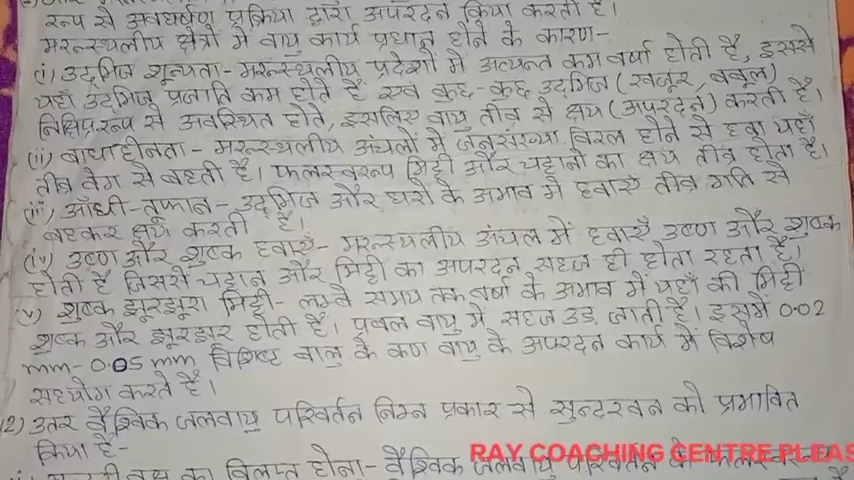 रूप से अवघर्षण प्रक्रिया द्वारा अपरदन किया करती है।
मरूस्थलीय क्षेत्रों में वायु कार्य प्रधान होने के कारण-
(i) उद्भिज शून्यता- मरूस्थलीय प्रदेशों में अत्यन्त कम वर्षा होती है, इससे
यहाँ उद्भिज प्रजाति कम होते हैं एवं कुछ-कुछ उद्भिज (खजूर, बबूल)
निक्षिप्त रूप से अवस्थित होते, इसलिए वायु तीव्र से क्षय (अपरदन) करती है।
(ii) बाधाहीनता - मरूस्थलीय अंचलों में जनसंख्या विरल होने से हवा यहाँ
तीव्र वेग से बहती है। फलस्वरूप मिट्टी और चट्टानों का क्षय तीव्र होता है।
(iii) आँधी-तूफान- उद्भिज और घरों के अभाव में हवाएँ तीव्र गति से
बहकर क्षय करती है।
(iv) उष्ण और शुष्क हवाएँ- मरूस्थलीय अंचल में हवाएँ उष्ण और शुष्क
होती है जिससे चट्टान और मिट्टी का अपरदन सहज ही होता रहता है।
(v) शुष्क झूरझूरा मिट्टी- लम्बे समय तक वर्षा के अभाव में यहाँ की मिट्टी
शुष्क और झूरझूर होती है। प्रबल वायु में सहज उड़ जाती है। इसमें 0.02
mm-0.05 mm विशिष्ट बालु के कण वायु के अपरदन कार्य में विशेष
सहयोग करते है।
12) उतर वैश्विक जलवायु परिवर्तन निम्न प्रकार से सुन्दरवन को प्रभावित
किया है-
का विलुप्त होना- वैश्विक जलवायु परिवर्तन के
RAY COACHING CENTRE PLEAS